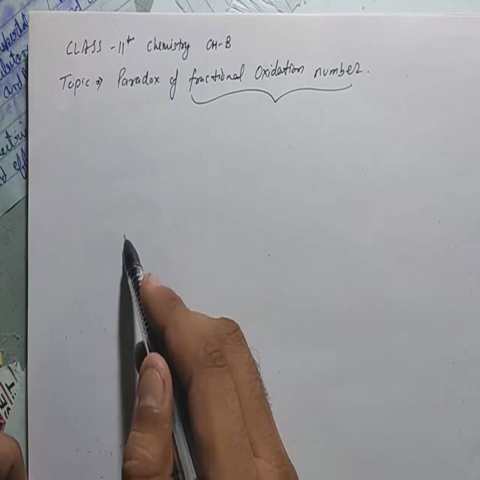 CLASS - 11th Chemistry CH-8
Topic ⇒ Paradox of fractional Oxidation number.